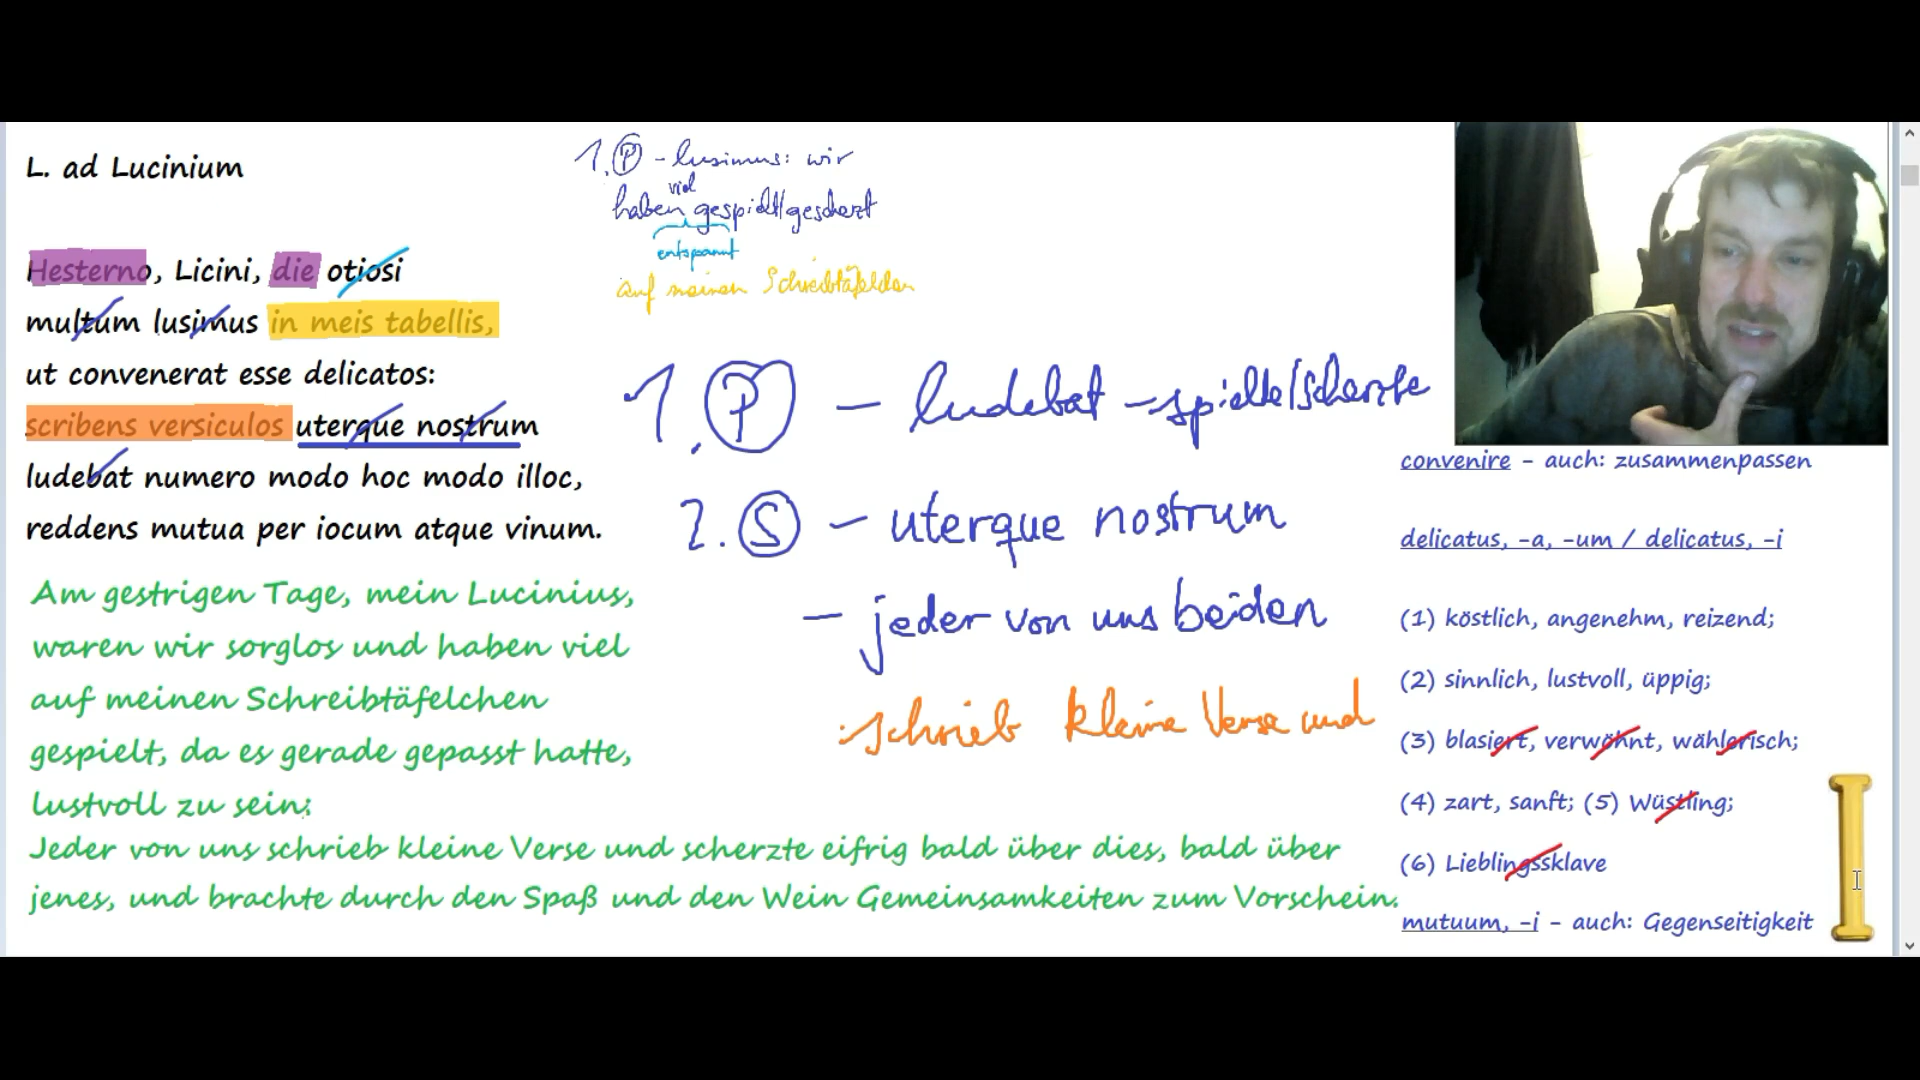 L. ad Lucinium
Hesterno, Licini, die otiosi
multum lusimus in meis tabellis,
ut convenerat esse delicatos:
scribens versiculos uterque nostrum
ludebat numero modo hoc modo illoc,
reddens mutua per iocum atque vinum.
Am gestrigen Tage, mein Lucinius,
waren wir sorglos und haben viel
auf meinen Schreibtäfelchen
gespielt, da es gerade gepasst hatte,
lustvoll zu sein:
Jeder von uns schrieb kleine Verse und scherzte eifrig bald über dies, bald über
jenes, und brachte durch den Spaß und den Wein Gemeinsamkeiten zum Vorschein.
1. P - lusimus: wir
viel
haben gespielt/gescherzt
entspannt
auf meinen Schreibtäfelchen
1. P - ludebat - spielte/scherzte
2. S - uterque nostrum
- jeder von uns beiden
schrieb kleine Verse und
convenire - auch: zusammenpassen
delicatus, -a, -um / delicatus, -i
(1) köstlich, angenehm, reizend;
(2) sinnlich, lustvoll, üppig;
(3) blasiert, verwöhnt, wählerisch;
(4) zart, sanft; (5) Wüstling;
(6) Lieblingssklave
mutuum, -i - auch: Gegenseitigkeit